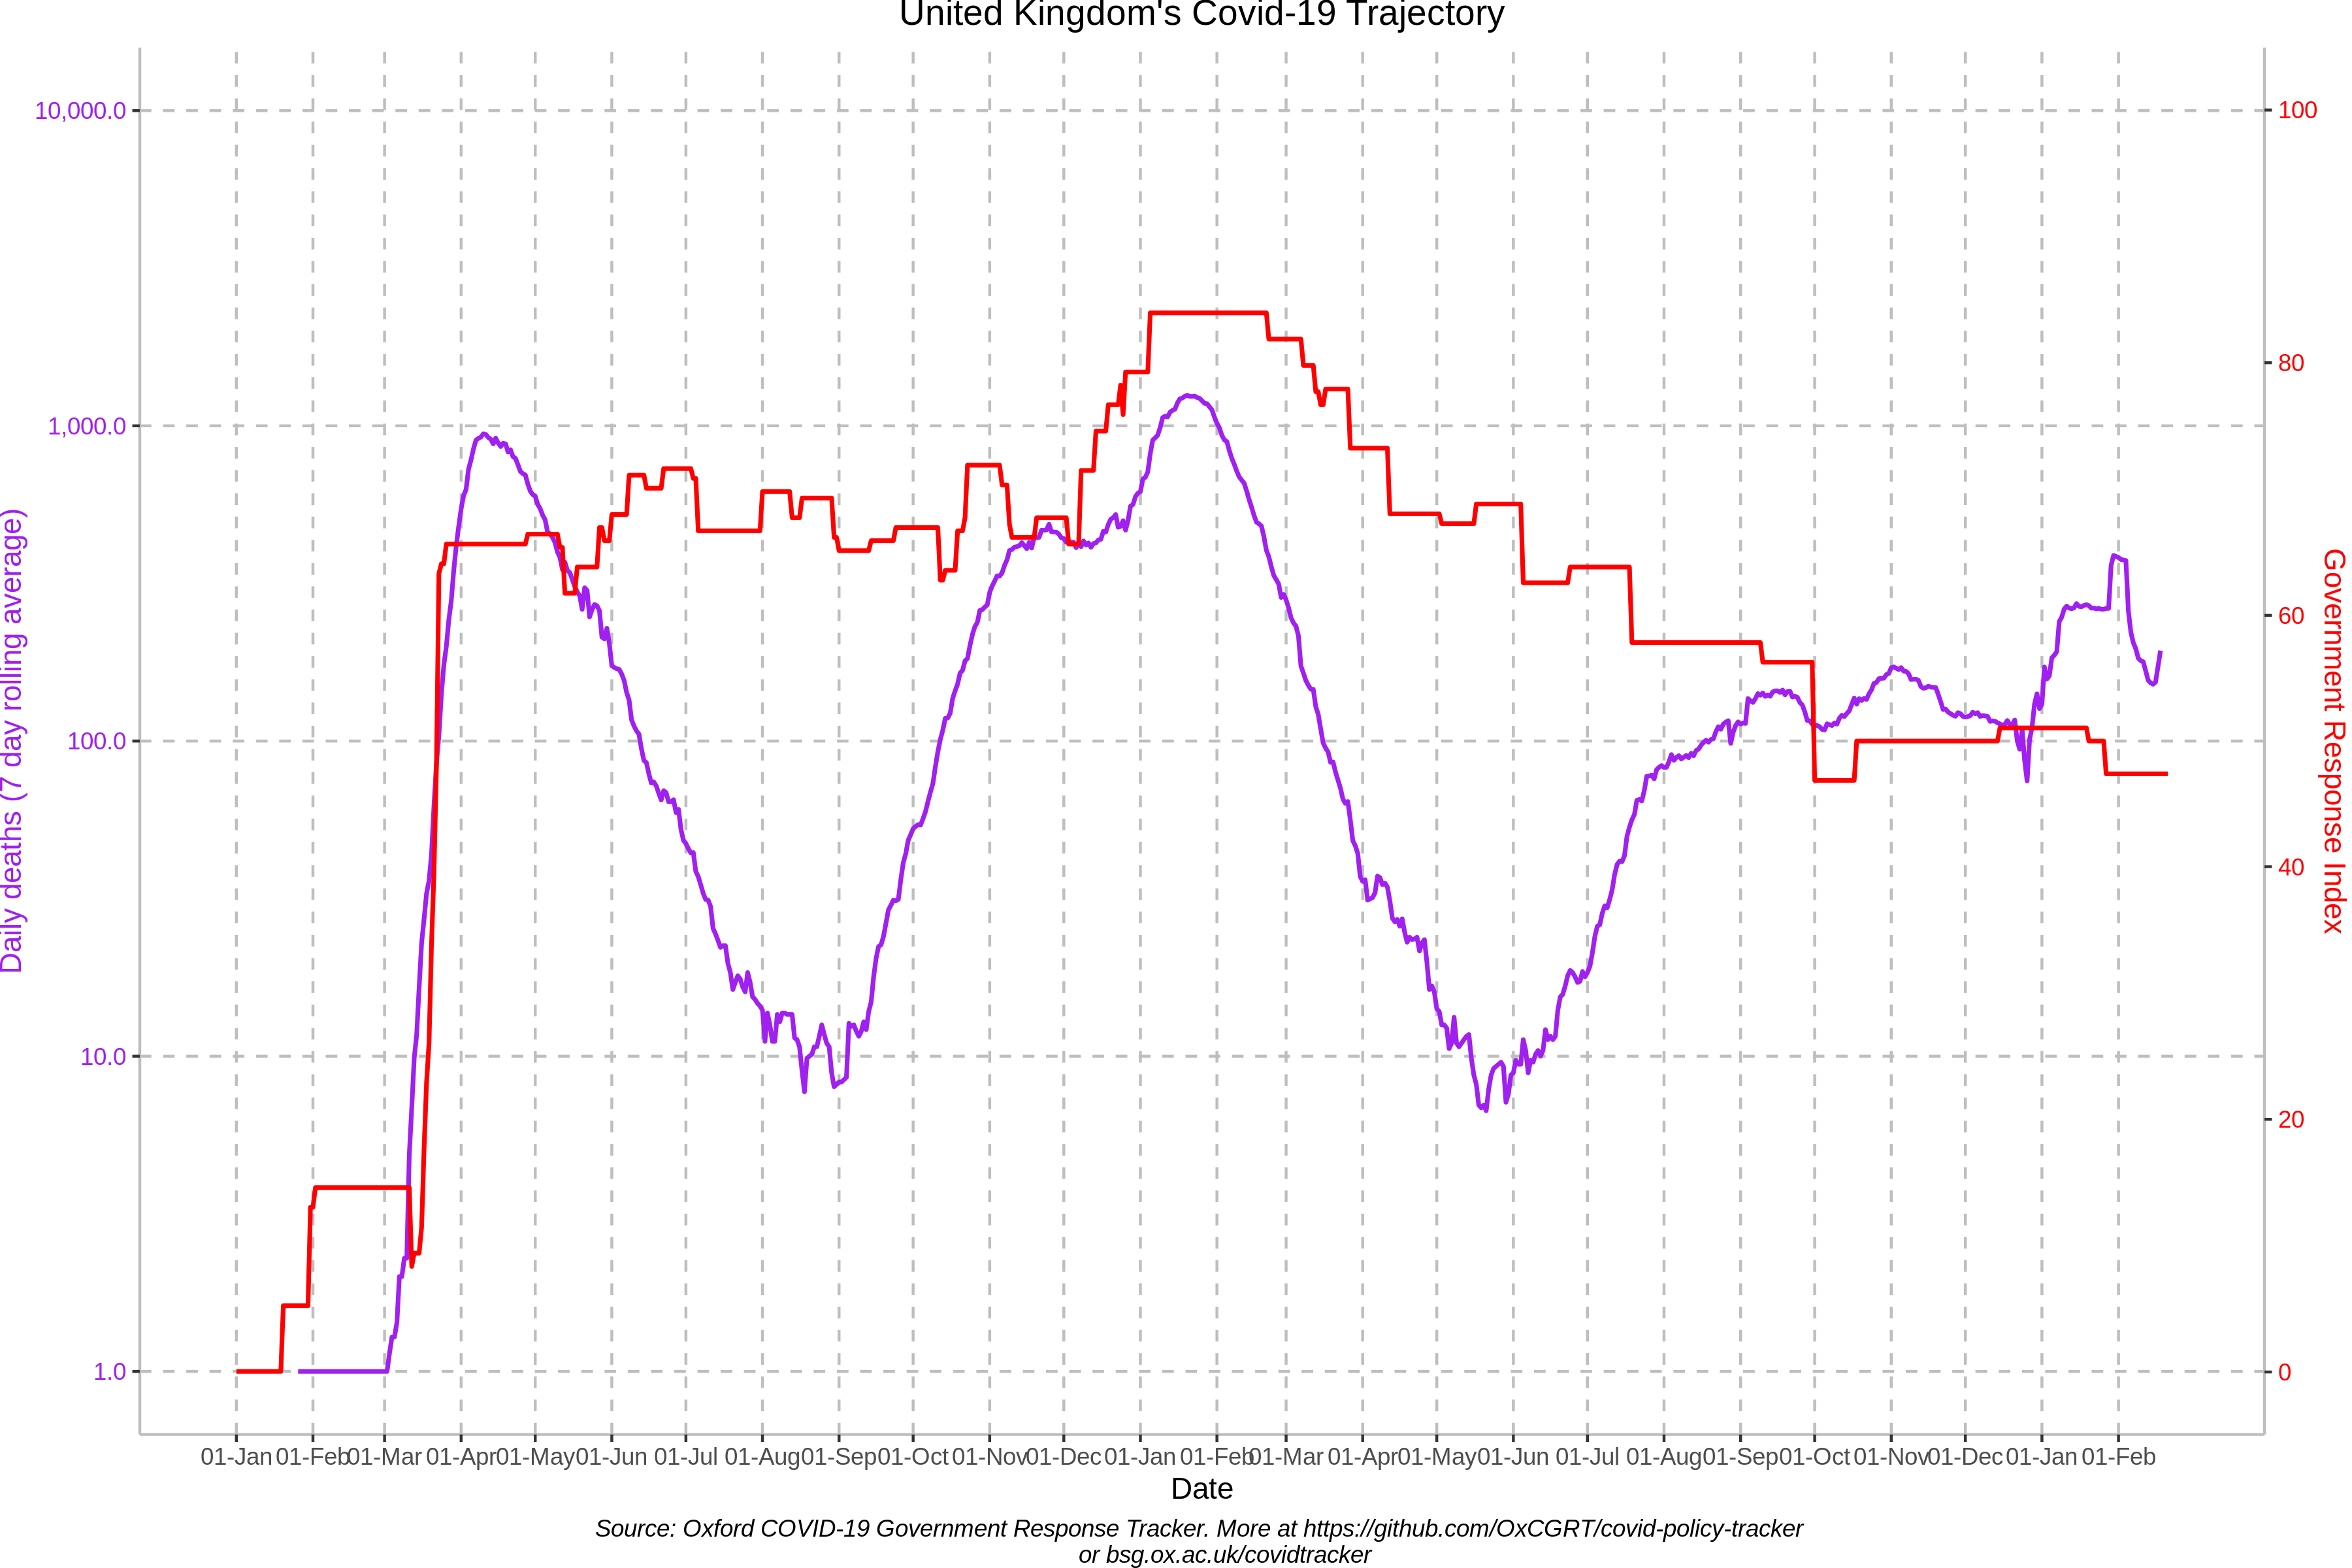 United Kingdom's Covid-19 Trajectory
10,000.0
1,000.0
100.0
10.0
1.0
Daily deaths (7 day rolling average)
100
80
60
40
20
0
Government Response Index
01-Jan 01-Feb 01-Mar 01-Apr 01-May 01-Jun 01-Jul 01-Aug 01-Sep 01-Oct 01-Nov 01-Dec 01-Jan 01-Feb 01-Mar 01-Apr 01-May 01-Jun 01-Jul 01-Aug 01-Sep 01-Oct 01-Nov 01-Dec 01-Jan 01-Feb
Date
Source: Oxford COVID-19 Government Response Tracker. More at https://github.com/OxCGRT/covid-policy-tracker
or bsg.ox.ac.uk/covidtracker